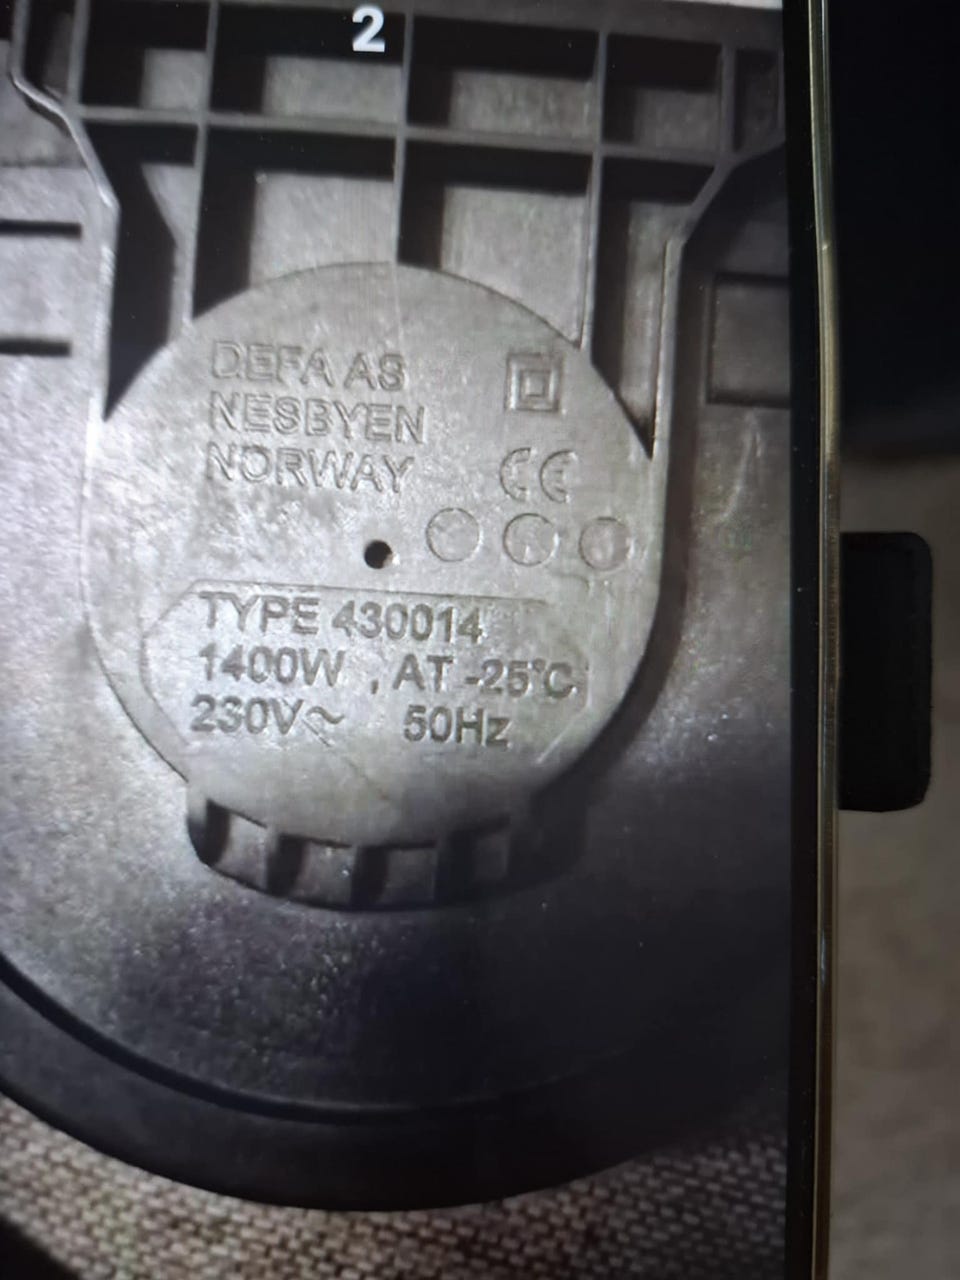 2
DEFA AS
NESBYEN
NORWAY
CE
TYPE 430014
1400W , AT -25°C
230V~ 50Hz